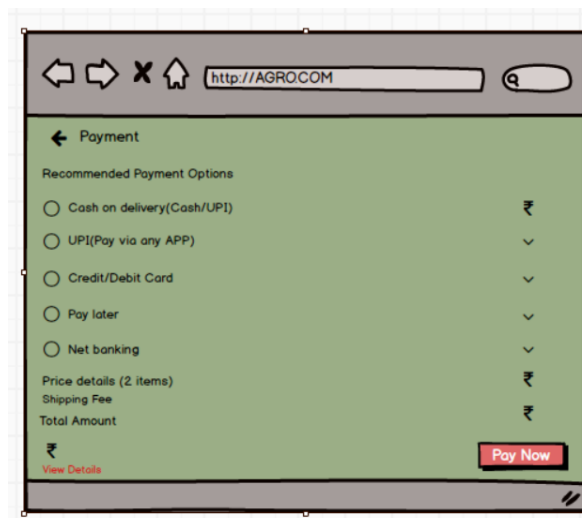 http://AGRO.COM
Payment
Recommended Payment Options
Cash on delivery(Cash/UPI) ₹
UPI(Pay via any APP)
Credit/Debit Card
Pay later
Net banking
Price details (2 items) ₹
Shipping Fee
Total Amount ₹
₹
View Details
Pay Now